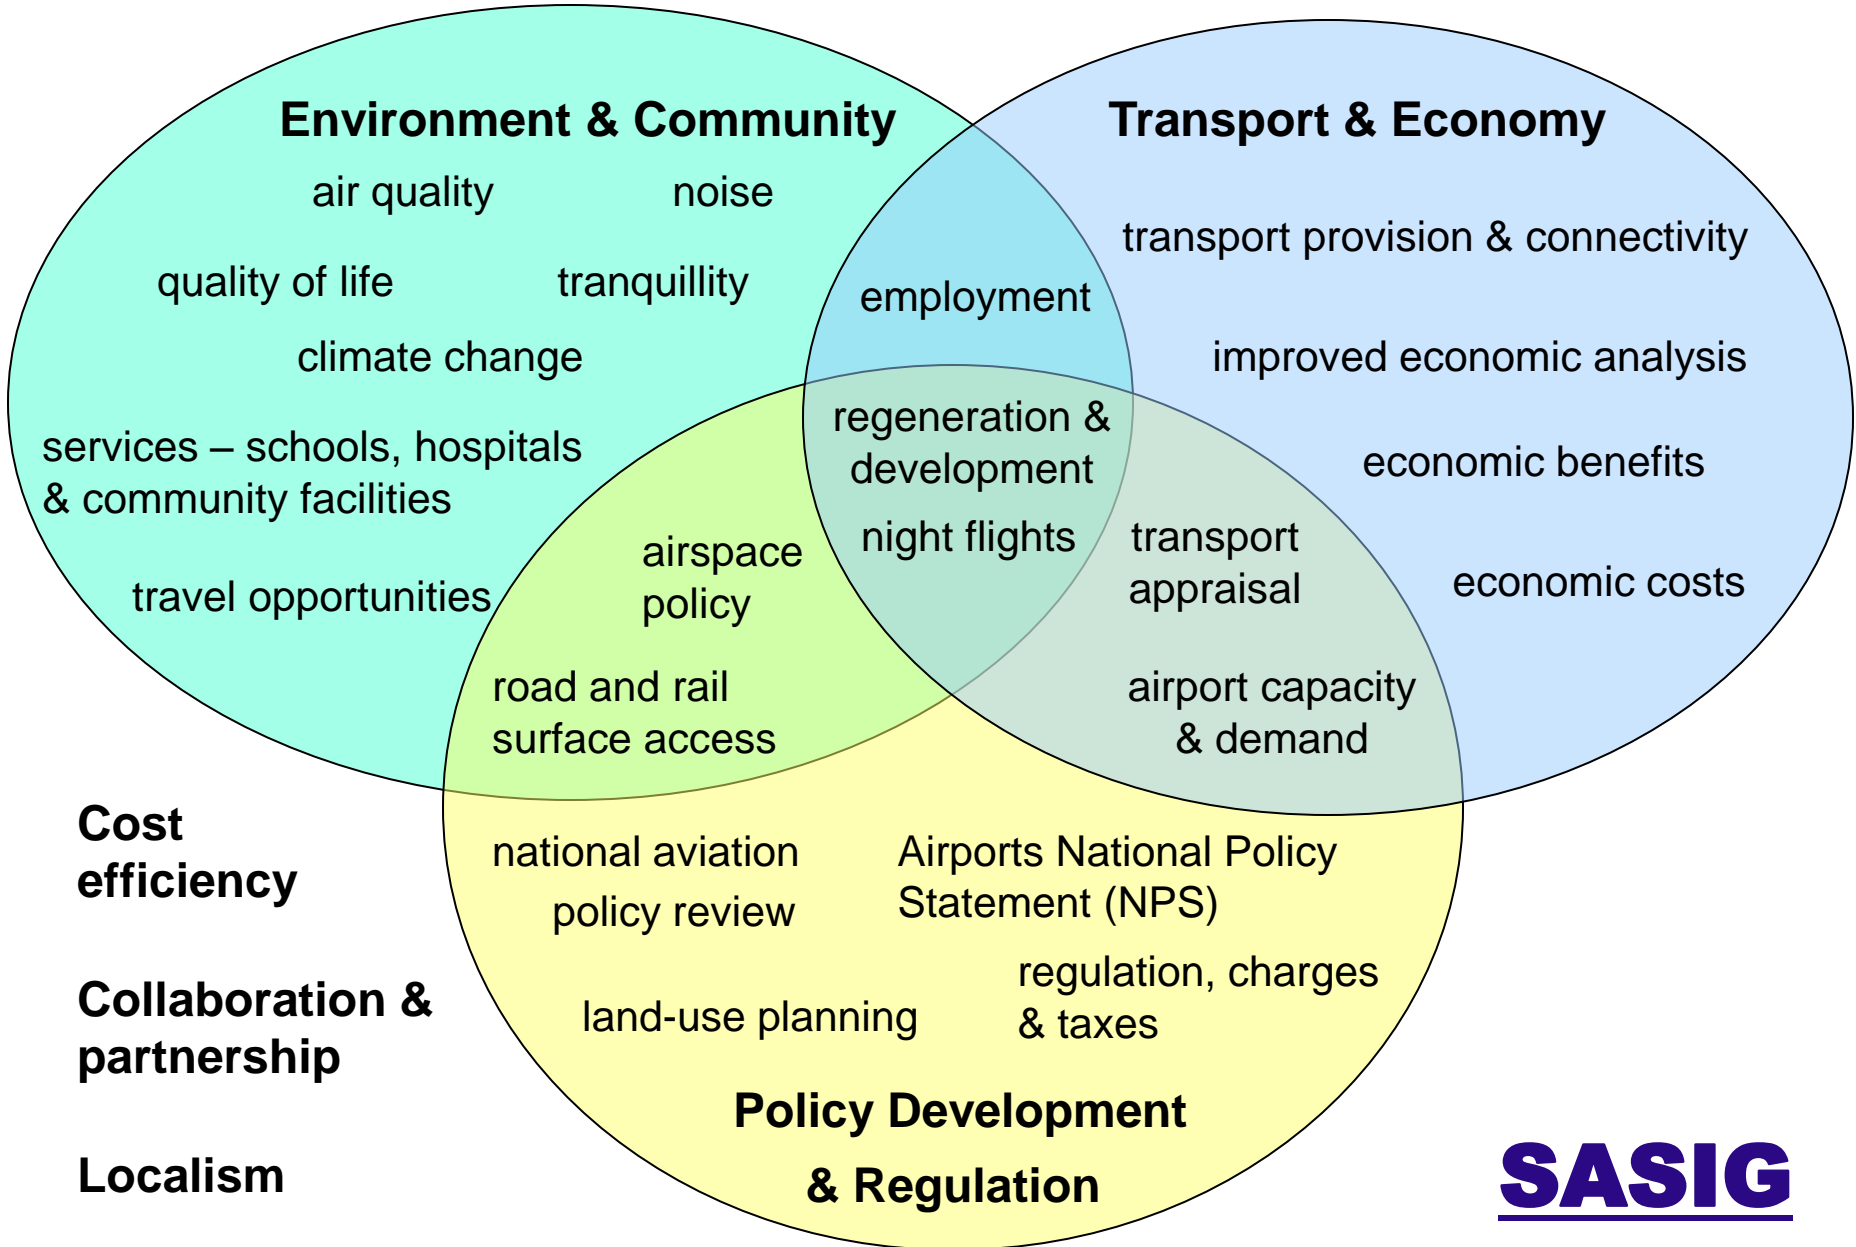 Environment & Community
Transport & Economy
air quality
noise
transport provision & connectivity
quality of life
tranquillity
employment
climate change
improved economic analysis
regeneration &
development
services – schools, hospitals
& community facilities
economic benefits
night flights
transport
appraisal
airspace
policy
travel opportunities
economic costs
road and rail
surface access
airport capacity
& demand
Cost
efficiency
national aviation
policy review
Airports National Policy
Statement (NPS)
regulation, charges
& taxes
land-use planning
Collaboration &
partnership
Policy Development
& Regulation
Localism
SASIG